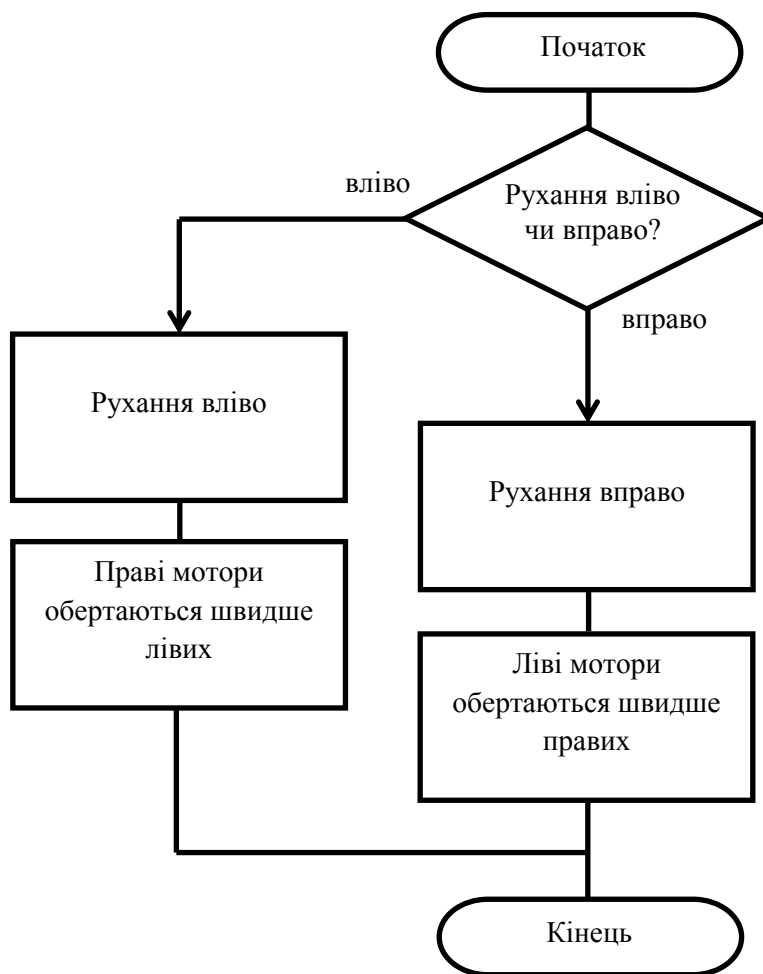 Початок
вліво
Рухання вліво
чи вправо?
вправо
Рухання вліво
Рухання вправо
Праві мотори
обертаються швидше
лівих
Ліві мотори
обертаються швидше
правих
Кінець